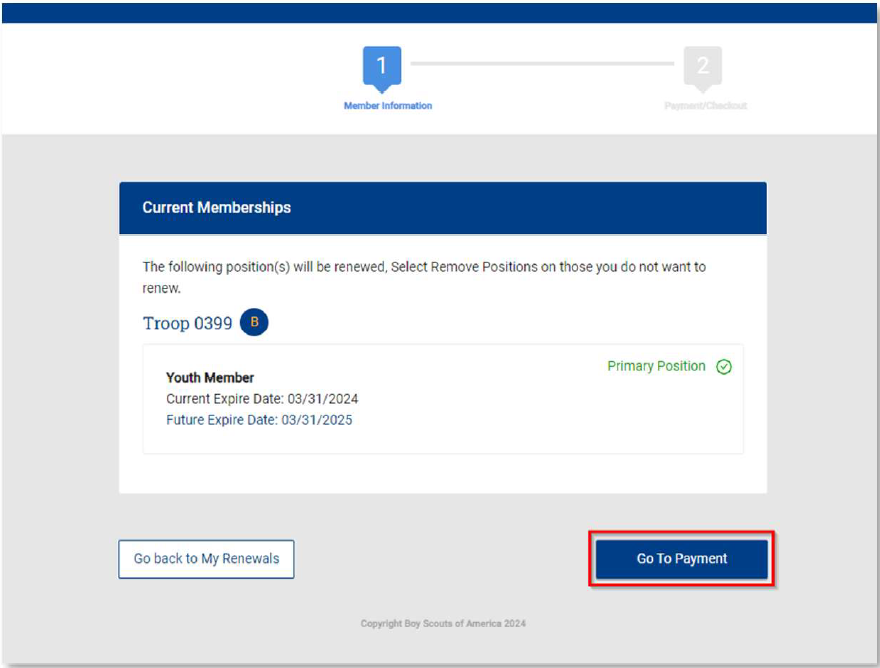 1
2
Member Information
Payment/Checkout
Current Memberships
The following position(s) will be renewed, Select Remove Positions on those you do not want to
renew.
Troop 0399 B
Primary Position
Youth Member
Current Expire Date: 03/31/2024
Future Expire Date: 03/31/2025
Go back to My Renewals
Go To Payment
Copyright Boy Scouts of America 2024